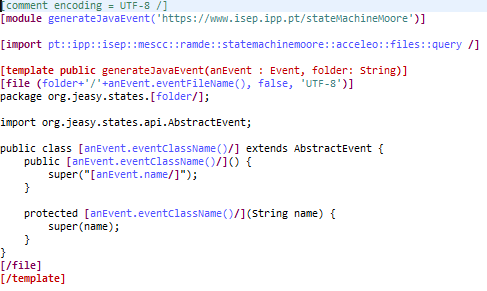 [comment encoding = UTF-8 /]
[module generateJavaEvent('https://www.isep.ipp.pt/stateMachineMoore')]

[import pt::ipp::isep::mescc::ramde::statemachinemoore::acceleo::files::query /]

[template public generateJavaEvent(anEvent : Event, folder: String)]
[file (folder+'/'+anEvent.eventFileName(), false, 'UTF-8')]
package org.jeasy.states.[folder/];

import org.jeasy.states.api.AbstractEvent;

public class [anEvent.eventClassName()/] extends AbstractEvent {
    public [anEvent.eventClassName()/]() {
        super("[anEvent.name/]");
    }

    protected [anEvent.eventClassName()/](String name) {
        super(name);
    }
}
[/file]
[/template]